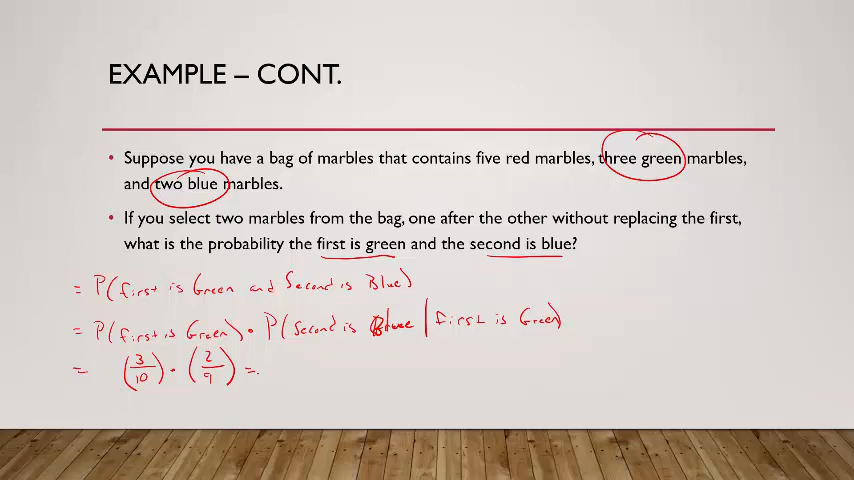 EXAMPLE – CONT.
• Suppose you have a bag of marbles that contains five red marbles, three green marbles,
and two blue marbles.
• If you select two marbles from the bag, one after the other without replacing the first,
what is the probability the first is green and the second is blue?
= P(first is Green and Second is Blue)
= P(first is Green) • P(second is Blue | first is Green)
= (3/10) • (2/9) =